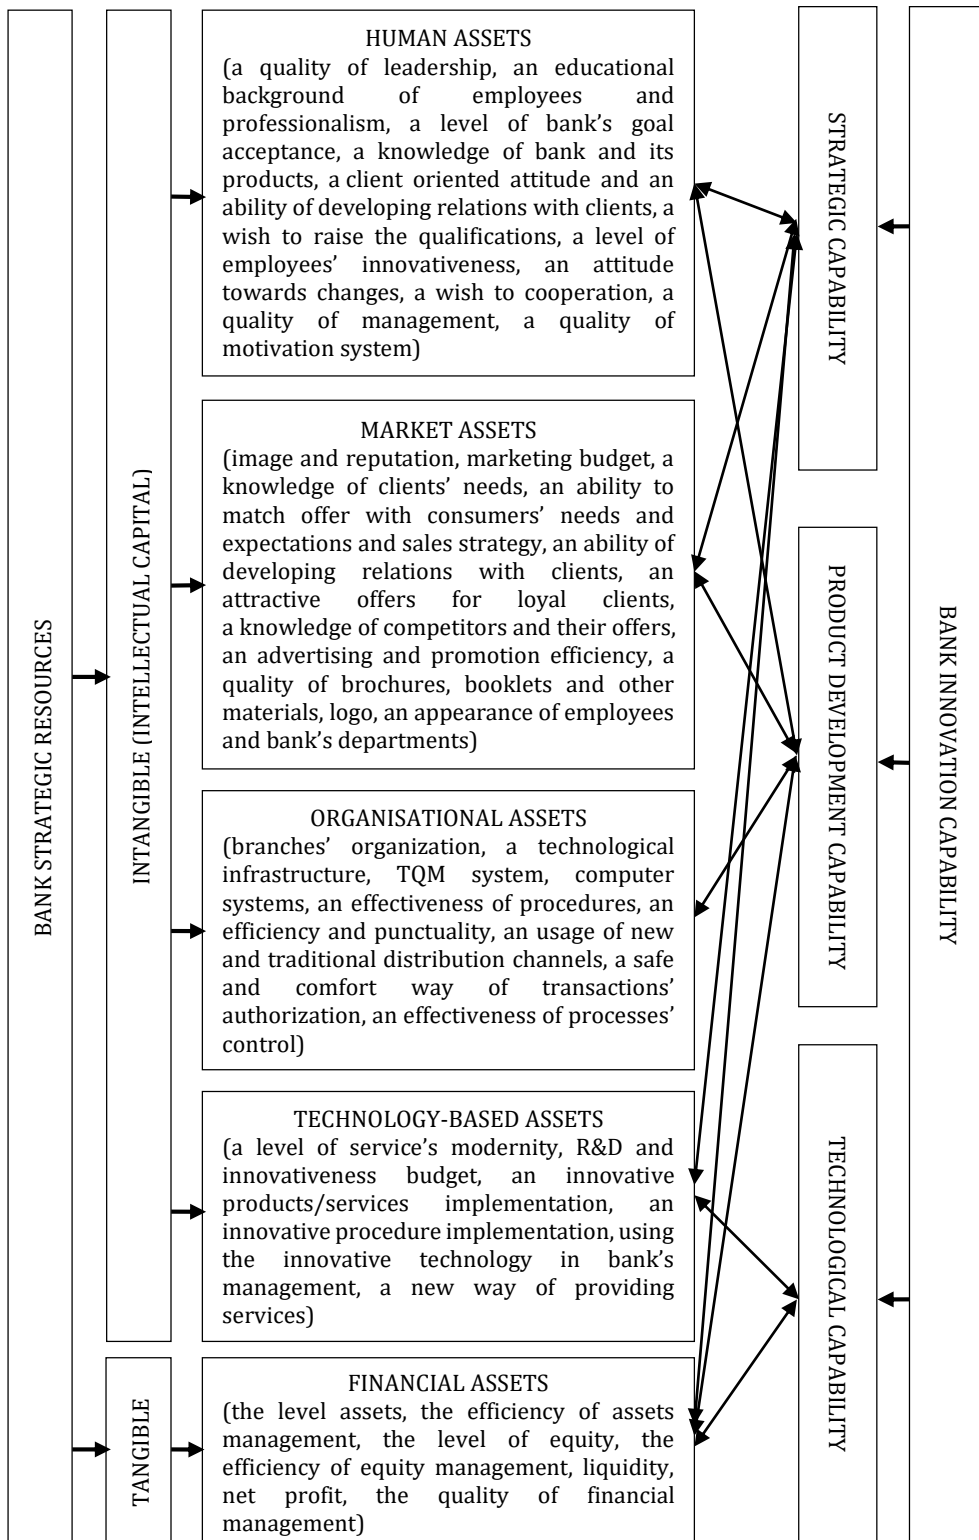 BANK STRATEGIC RESOURCES
INTANGIBLE (INTELLECTUAL CAPITAL)
TANGIBLE
HUMAN ASSETS
(a quality of leadership, an educational
background of employees and
professionalism, a level of bank's goal
acceptance, a knowledge of bank and its
products, a client oriented attitude and an
ability of developing relations with clients, a
wish to raise the qualifications, a level of
employees' innovativeness, an attitude
towards changes, a wish to cooperation, a
quality of management, a quality of
motivation system)
MARKET ASSETS
(image and reputation, marketing budget, a
knowledge of clients' needs, an ability to
match offer with consumers' needs and
expectations and sales strategy, an ability of
developing relations with clients, an
attractive offers for loyal clients,
a knowledge of competitors and their offers,
an advertising and promotion efficiency, a
quality of brochures, booklets and other
materials, logo, an appearance of employees
and bank's departments)
ORGANISATIONAL ASSETS
(branches' organization, a technological
infrastructure, TQM system, computer
systems, an effectiveness of procedures, an
efficiency and punctuality, an usage of new
and traditional distribution channels, a safe
and comfort way of transactions'
authorization, an effectiveness of processes'
control)
TECHNOLOGY-BASED ASSETS
(a level of service's modernity, R&D and
innovativeness budget, an innovative
products/services implementation, an
innovative procedure implementation, using
the innovative technology in bank's
management, a new way of providing
services)
FINANCIAL ASSETS
(the level assets, the efficiency of assets
management, the level of equity, the
efficiency of equity management, liquidity,
net profit, the quality of financial
management)
STRATEGIC CAPABILITY
PRODUCT DEVELOPMENT CAPABILITY
TECHNOLOGICAL CAPABILITY
BANK INNOVATION CAPABILITY